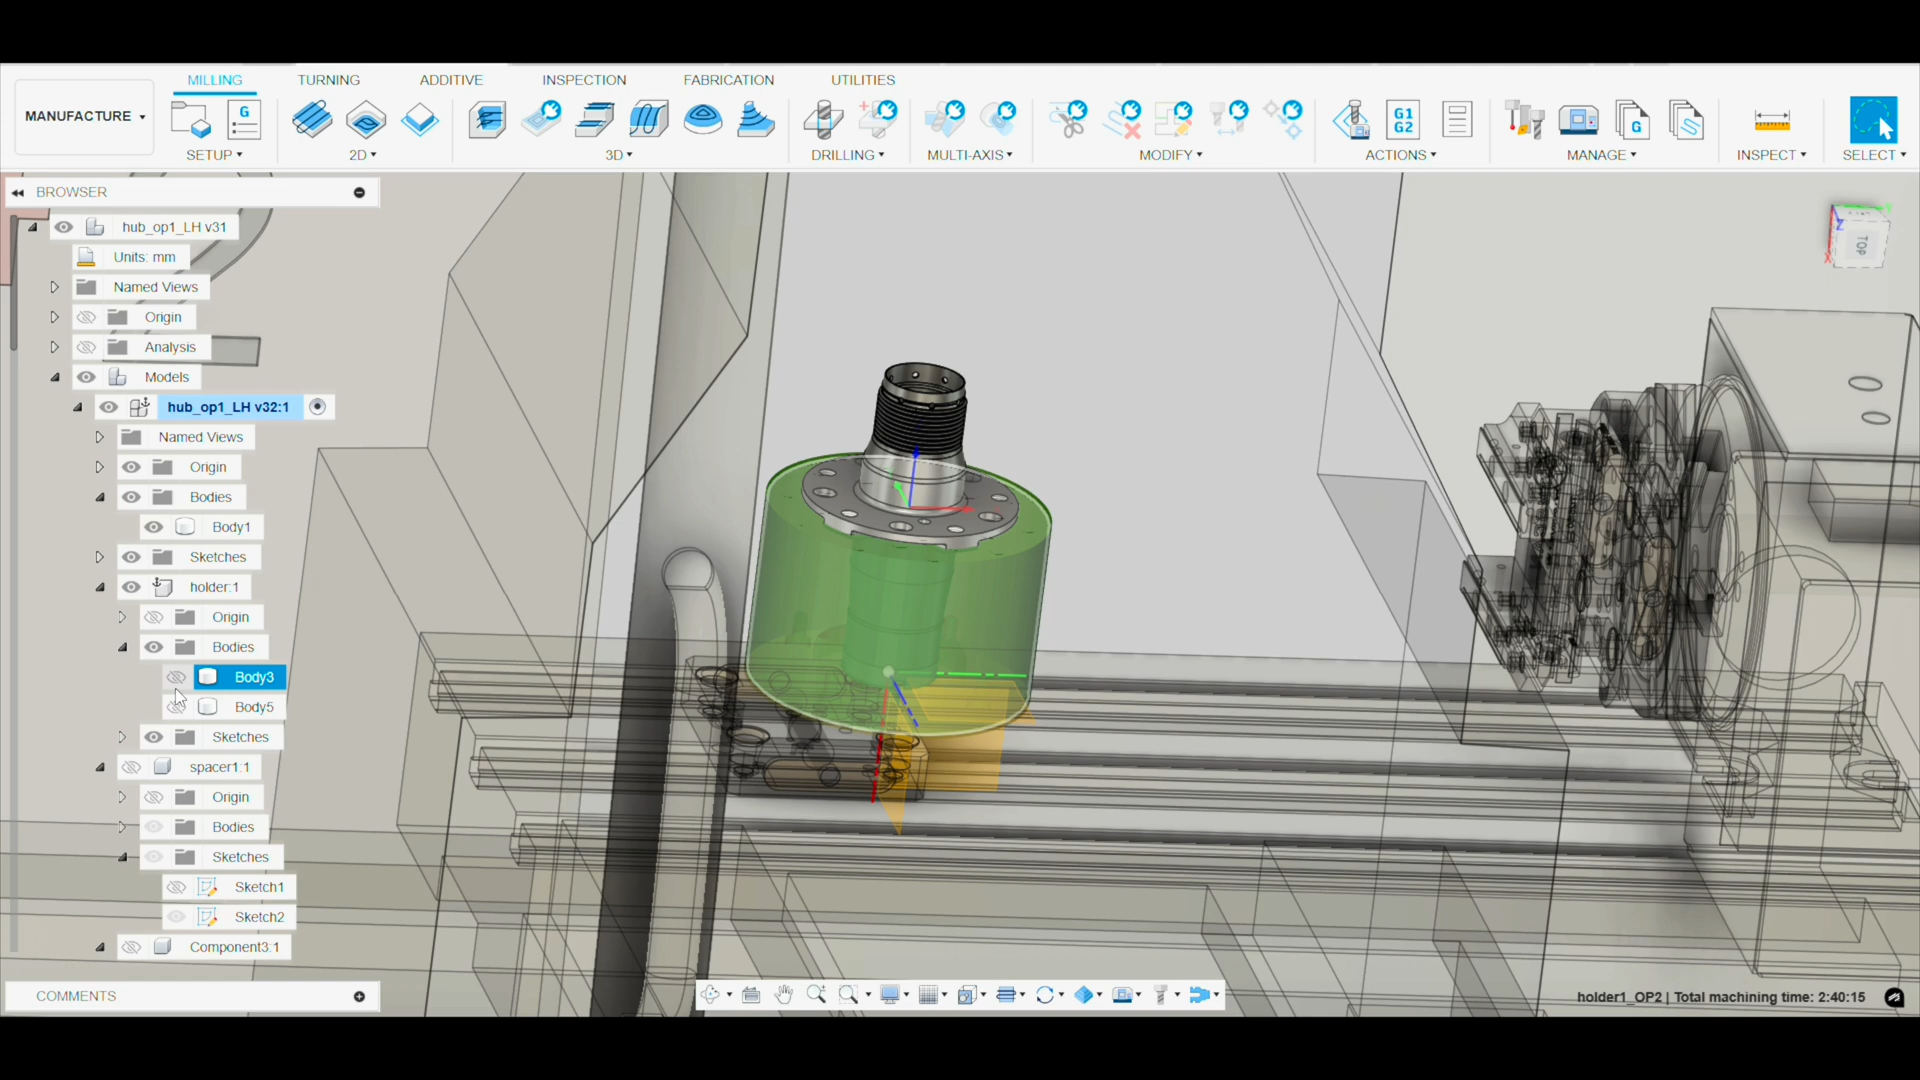 MILLING TURNING ADDITIVE INSPECTION FABRICATION UTILITIES
MANUFACTURE
G
G1
G2
G
SETUP 2D 3D DRILLING MULTI-AXIS MODIFY ACTIONS MANAGE INSPECT SELECT
BROWSER
hub_op1_LH v31
Units: mm
Named Views
Origin
Analysis
Models
hub_op1_LH v32:1
Named Views
Origin
Bodies
Body1
Sketches
holder:1
Origin
Bodies
Body3
Body5
Sketches
spacer1:1
Origin
Bodies
Sketches
Sketch1
Sketch2
Component3:1
COMMENTS
TOP
Z
X
holder1_OP2 | Total machining time: 2:40:15